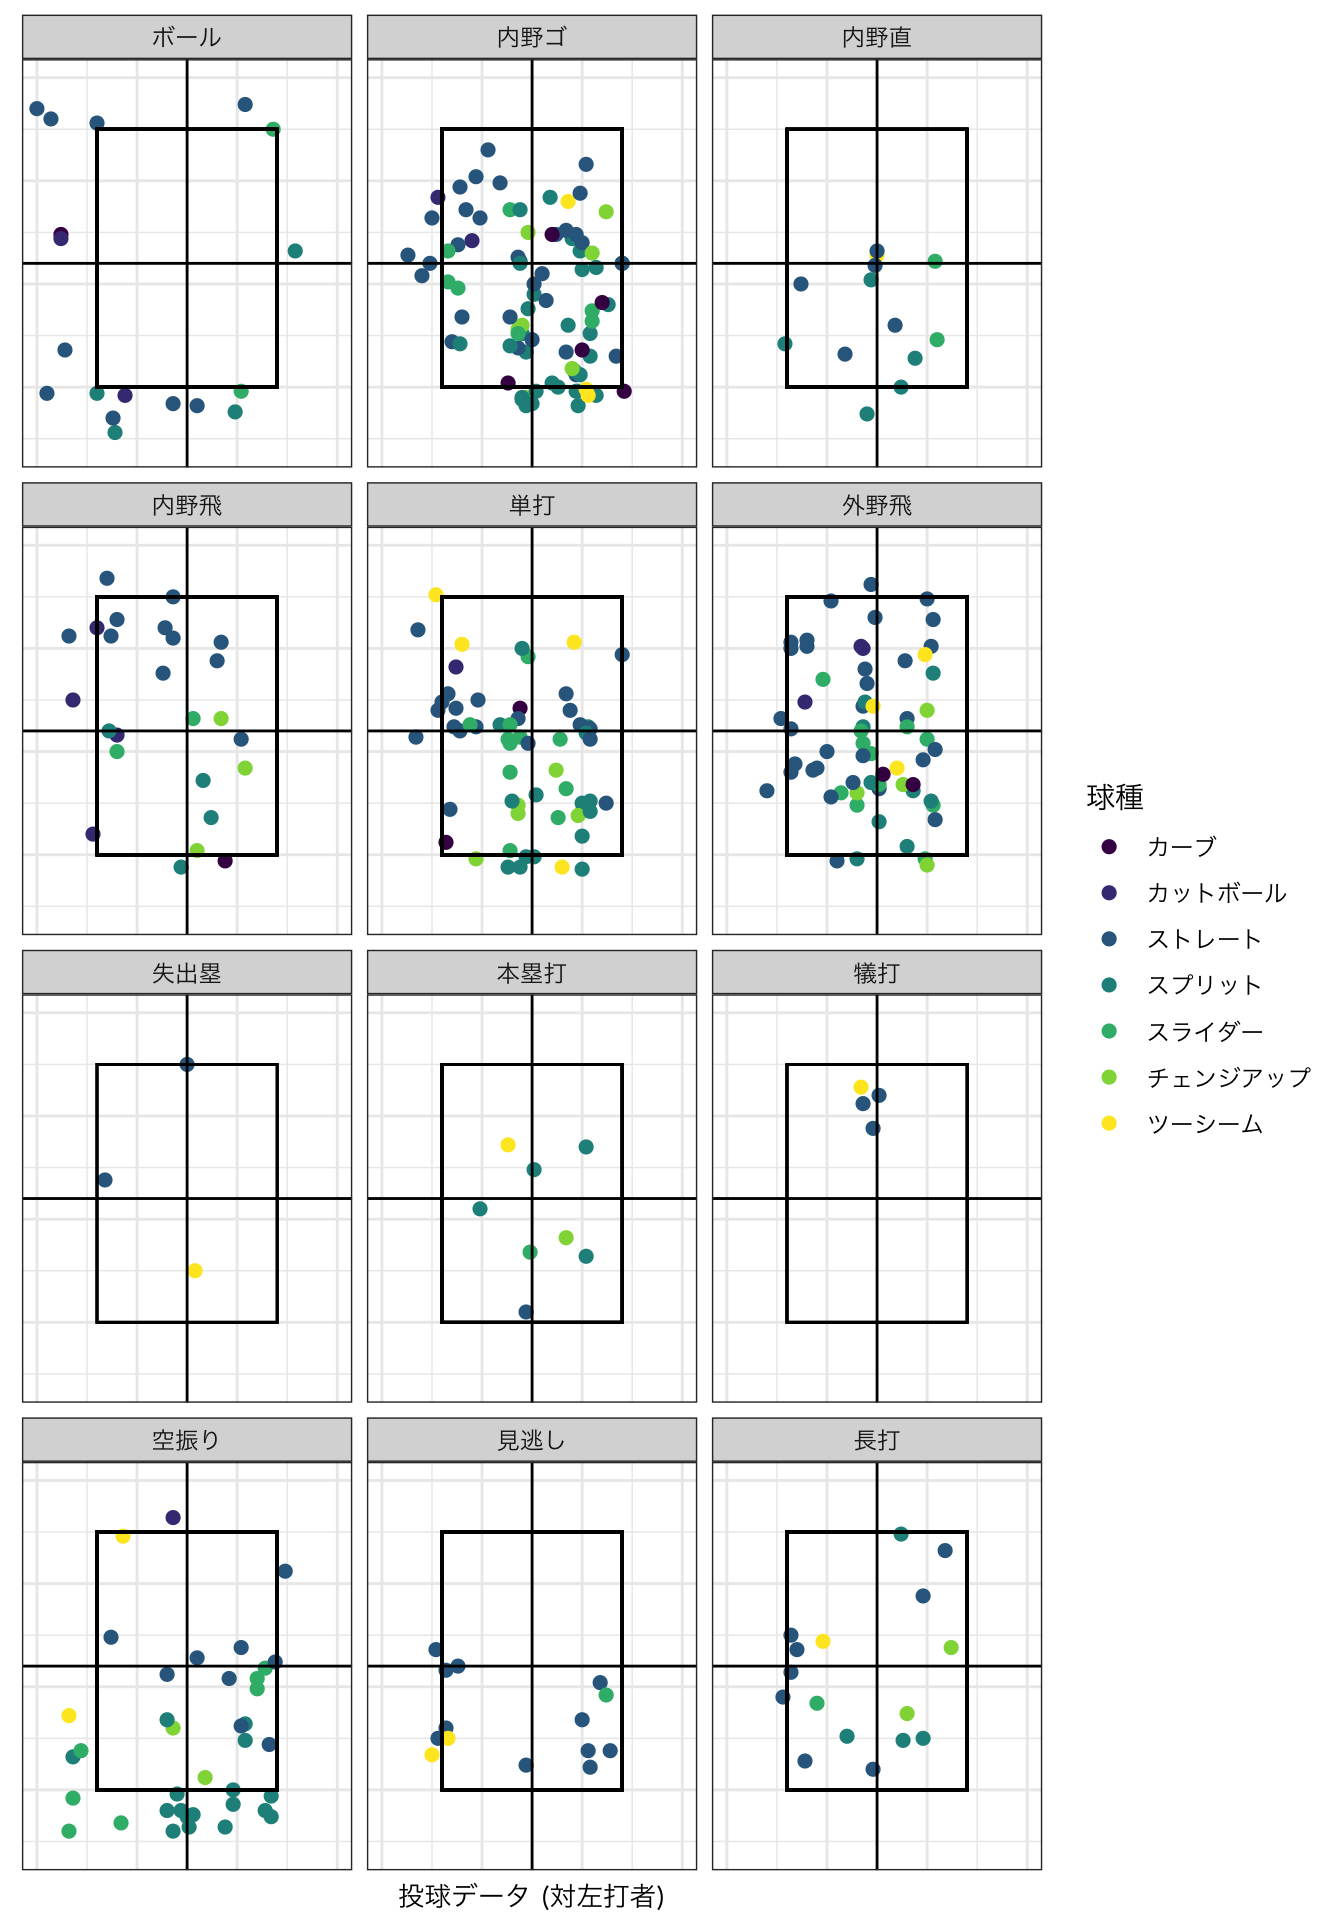 ボール
内野ゴ
内野直
内野飛
単打
外野飛
失出塁
本塁打
犠打
空振り
見逃し
長打
投球データ (対左打者)
球種
カーブ
カットボール
ストレート
スプリット
スライダー
チェンジアップ
ツーシーム